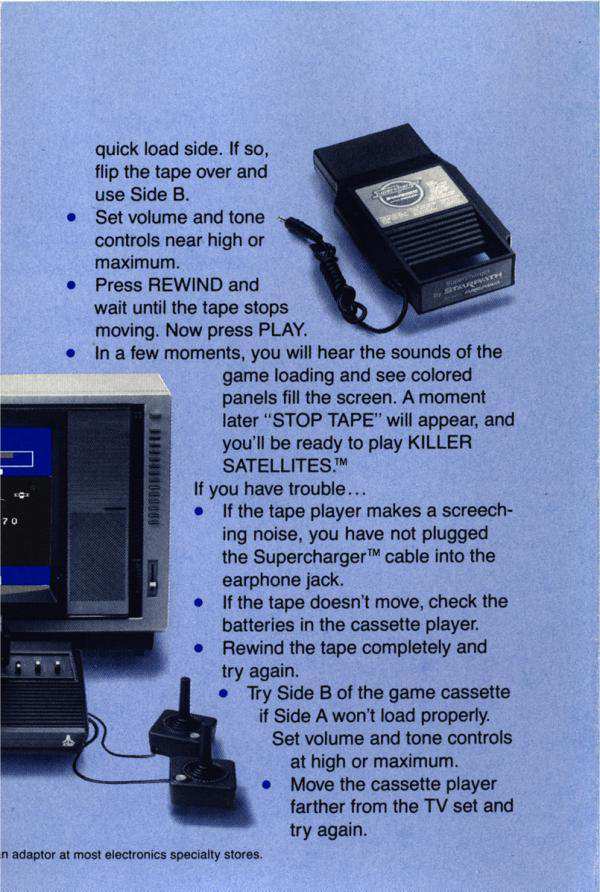 quick load side. If so,
flip the tape over and
use Side B.
• Set volume and tone
controls near high or
maximum.
• Press REWIND and
wait until the tape stops
moving. Now press PLAY.
• In a few moments, you will hear the sounds of the
game loading and see colored
panels fill the screen. A moment
later “STOP TAPE” will appear, and
you'll be ready to play KILLER
SATELLITES.™
If you have trouble...
• If the tape player makes a screech-
ing noise, you have not plugged
the Supercharger™ cable into the
earphone jack.
• If the tape doesn't move, check the
batteries in the cassette player.
• Rewind the tape completely and
try again.
• Try Side B of the game cassette
if Side A won't load properly.
Set volume and tone controls
at high or maximum.
• Move the cassette player
farther from the TV set and
try again.
n adaptor at most electronics specialty stores.
Supercharger
by STARPATH
70